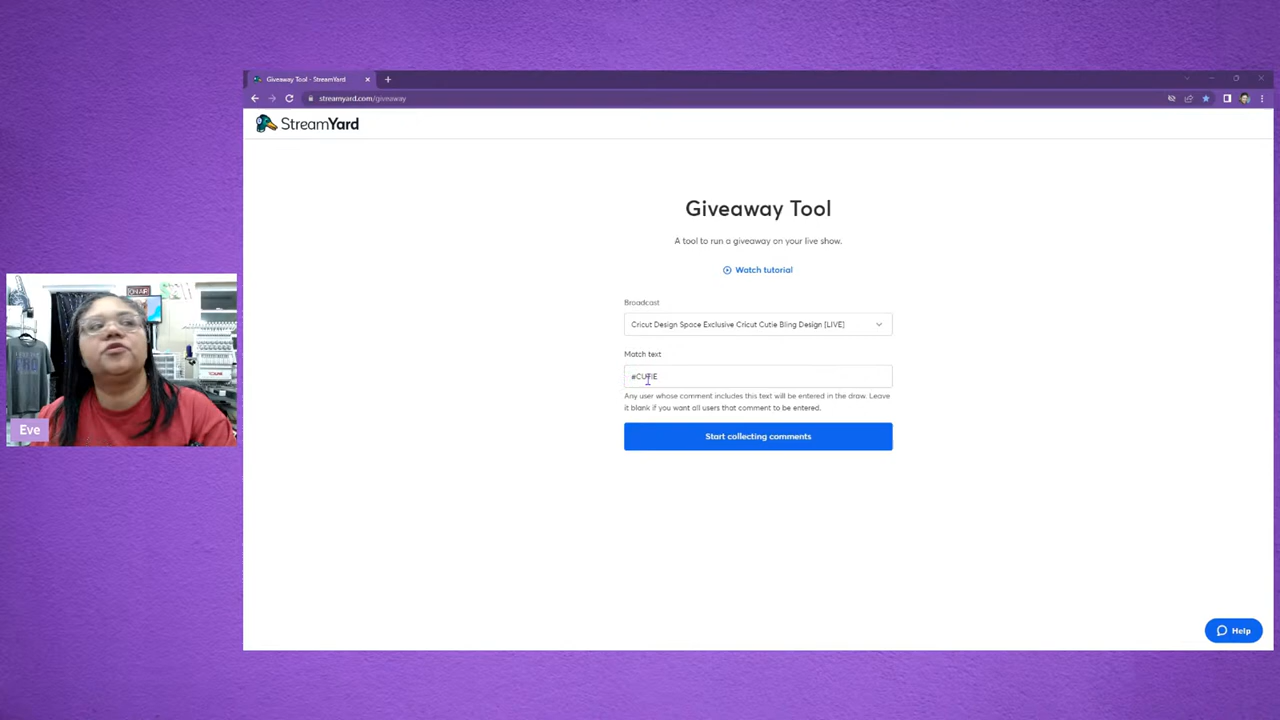 Giveaway Tool - StreamYard
streamyard.com/giveaway
StreamYard
Giveaway Tool
A tool to run a giveaway on your live show.
Watch tutorial
Broadcast
Cricut Design Space Exclusive Cricut Cutie Bling Design [LIVE]
Match text
#CUTIE
Any user whose comment includes this text will be entered in the draw. Leave
it blank if you want all users that comment to be entered.
Start collecting comments
ON AIR
Eve
Help